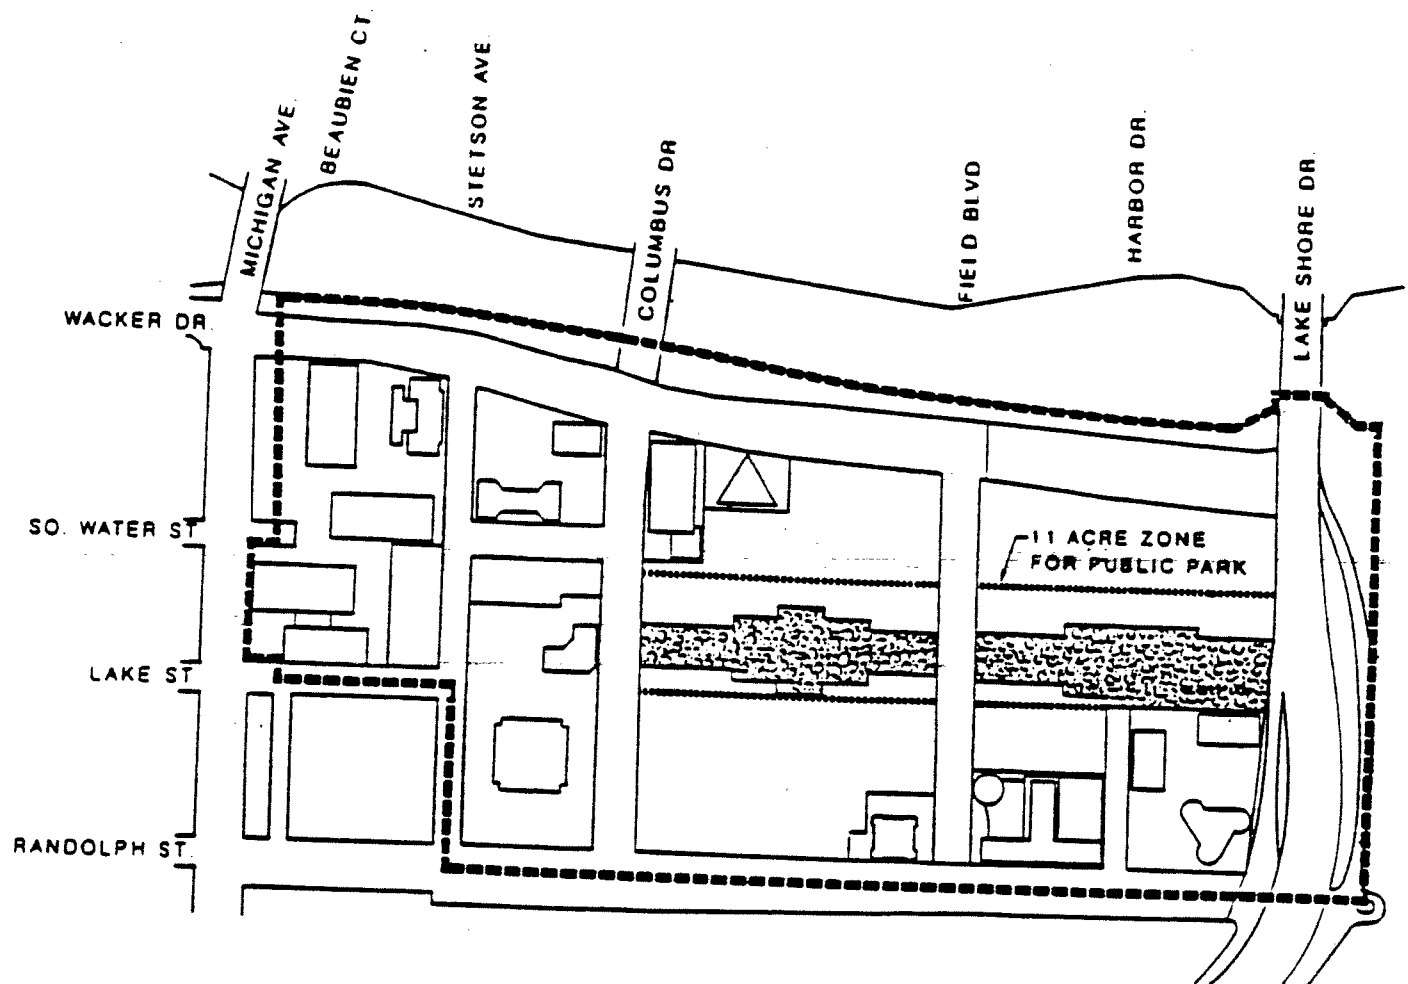 MICHIGAN AVE.
BEAUBIEN CT.
STETSON AVE.
COLUMBUS DR
FIELD BLVD
HARBOR DR.
LAKE SHORE DR.
WACKER DR.
SO. WATER ST
11 ACRE ZONE
FOR PUBLIC PARK
LAKE ST
RANDOLPH ST.